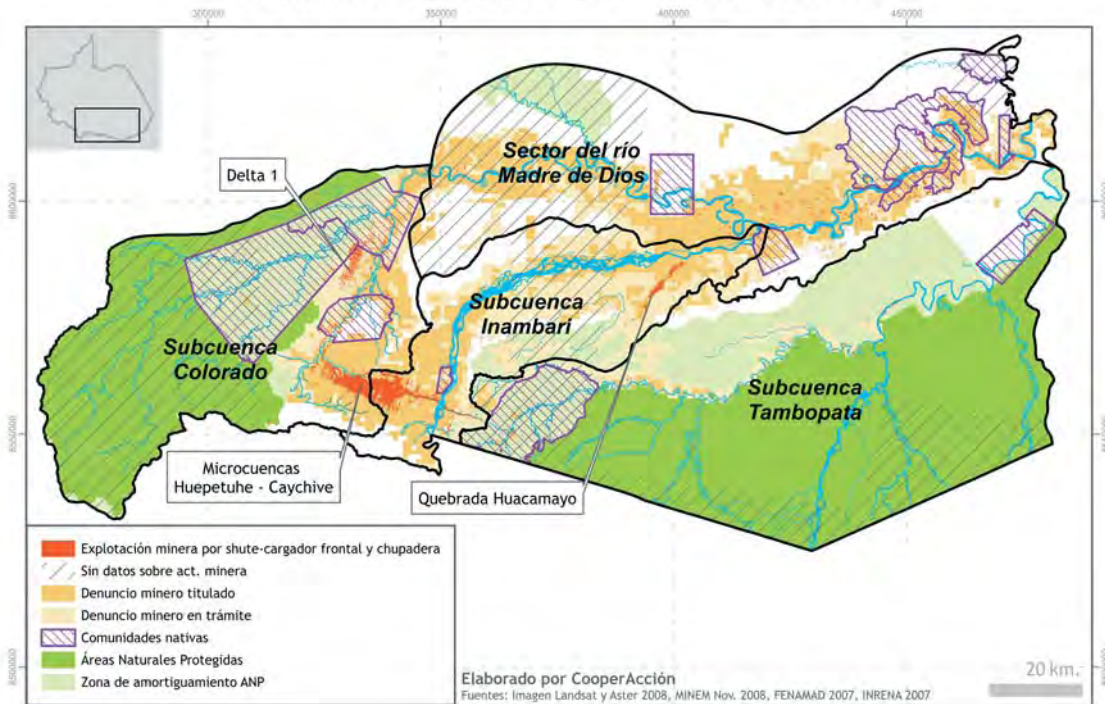 300000
350000
400000
450000
Sector del río
Madre de Dios
Delta 1
8600000
Subcuenca
Inambari
Subcuenca
Colorado
Subcuenca
Tambopata
Microcuencas
Huepetuhe - Caychive
Quebrada Huacamayo
8550000
Explotación minera por shute-cargador frontal y chupadera
Sin datos sobre act. minera
Denuncio minero titulado
Denuncio minero en trámite
Comunidades nativas
Áreas Naturales Protegidas
Zona de amortiguamiento ANP
8500000
20 km.
Elaborado por CooperAcción
Fuentes: Imagen Landsat y Aster 2008, MINEM Nov. 2008, FENAMAD 2007, INRENA 2007